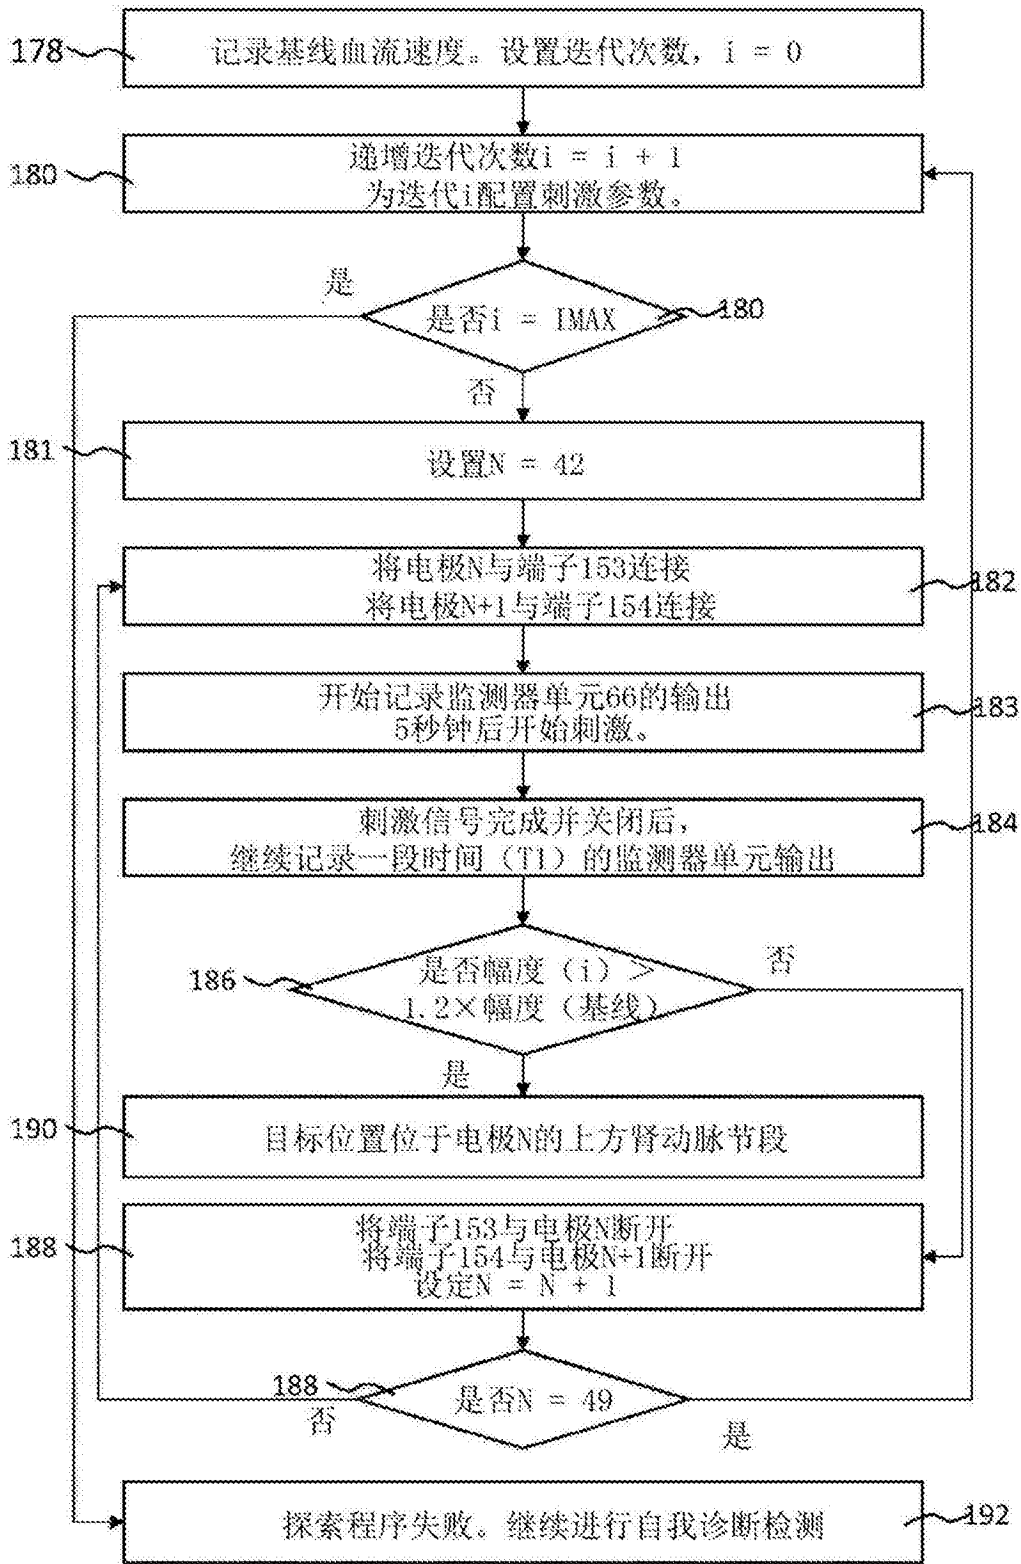 178
记录基线血流速度。设置迭代次数，i = 0
180
递增迭代次数i = i + 1
为迭代i配置刺激参数。
是
是否i = IMAX
180
否
181
设置N = 42
将电极N与端子153连接
将电极N+1与端子154连接
182
开始记录监测器单元66的输出
5秒钟后开始刺激。
183
刺激信号完成并关闭后，
继续记录一段时间（T1）的监测器单元输出
184
186
是否幅度（i）＞
1.2×幅度（基线）
否
是
190
目标位置位于电极N的上方肾动脉节段
188
将端子153与电极N断开
将端子154与电极N+1断开
设定N = N + 1
188
是否N = 49
否
是
探索程序失败。继续进行自我诊断检测
192